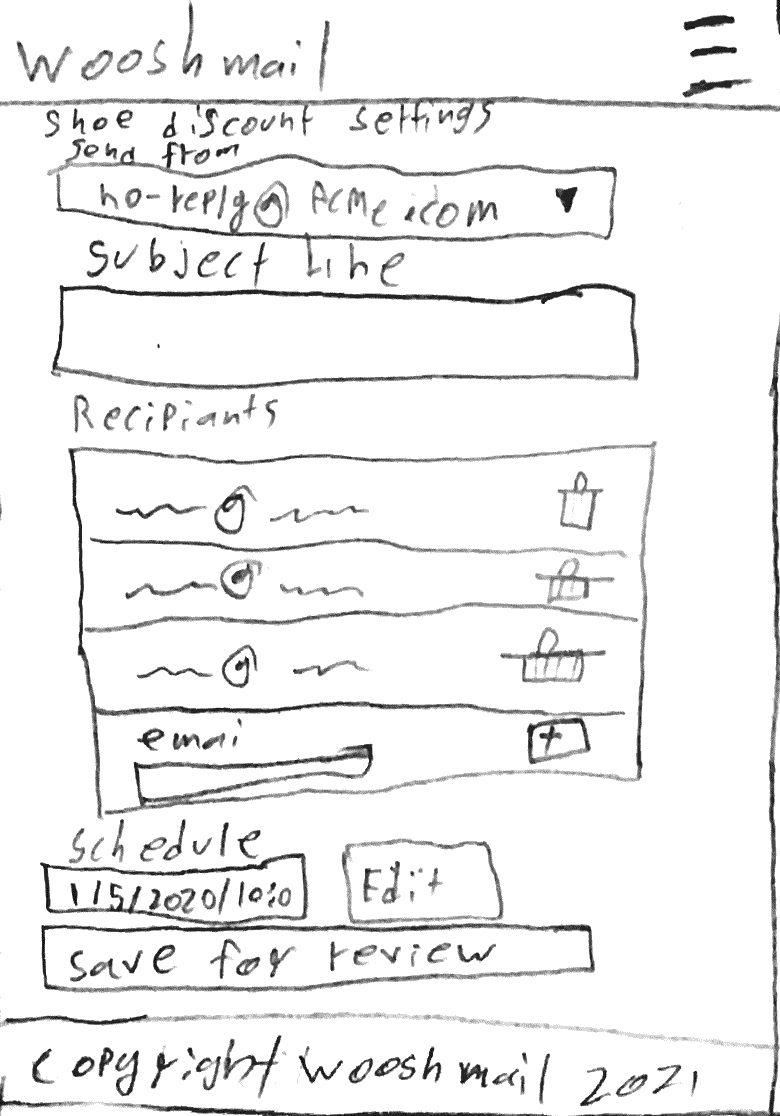 wooshmail
shoe discount settings
send from
no-reply@Acme.com
subject line
Recipiants
@
@
@
emai
+
schedule
1/5/2020/10:0
Edit
save for review
copyright wooshmail 2021